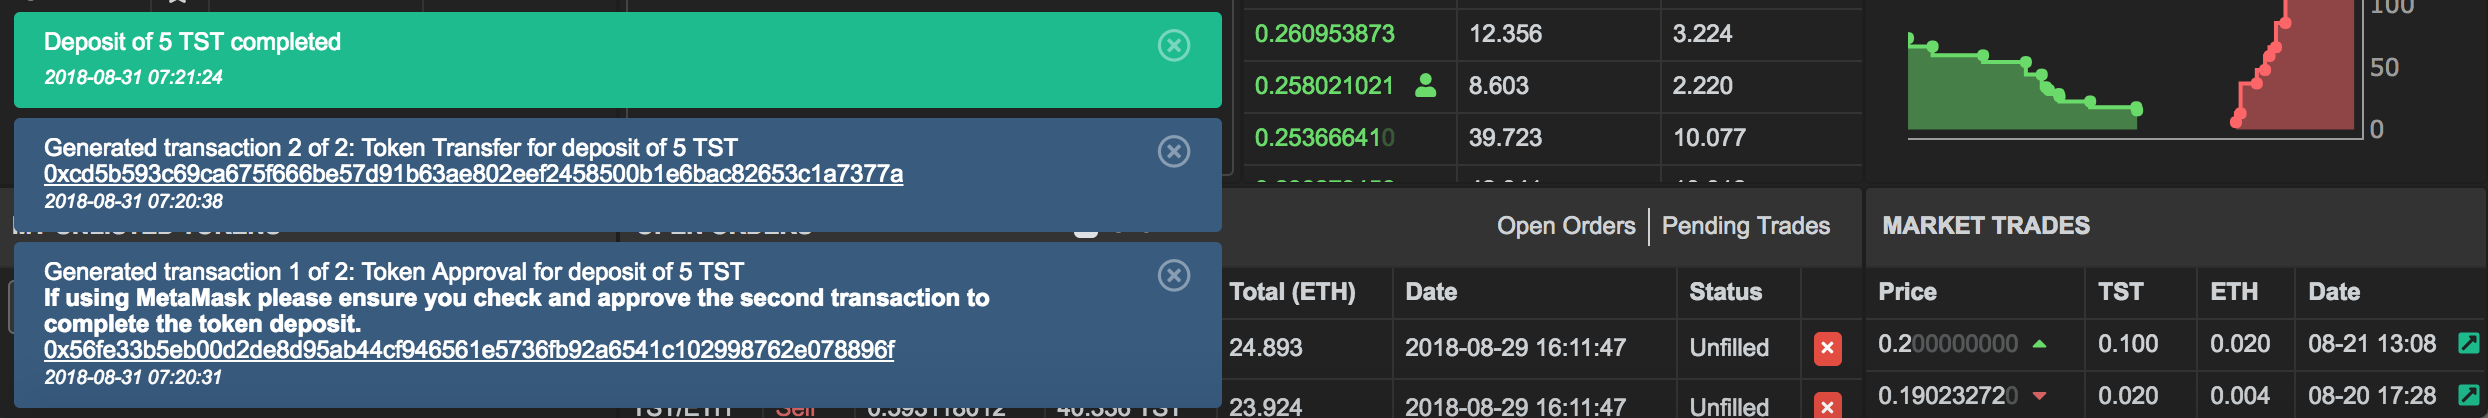 Deposit of 5 TST completed
2018-08-31 07:21:24
Generated transaction 2 of 2: Token Transfer for deposit of 5 TST
0xcd5b593c69ca675f666be57d91b63ae802eef2458500b1e6bac82653c1a7377a
2018-08-31 07:20:38
Generated transaction 1 of 2: Token Approval for deposit of 5 TST
If using MetaMask please ensure you check and approve the second transaction to
complete the token deposit.
0x56fe33b5eb00d2de8d95ab44cf946561e5736fb92a6541c102998762e078896f
2018-08-31 07:20:31
0.260953873 12.356 3.224
0.258021021 8.603 2.220
0.253666410 39.723 10.077
100
50
0
Open Orders | Pending Trades
Total (ETH) Date Status
24.893 2018-08-29 16:11:47 Unfilled
23.924 2018-08-29 16:11:47 Unfilled
MARKET TRADES
Price TST ETH Date
0.200000000 0.100 0.020 08-21 13:08
0.190232720 0.020 0.004 08-20 17:28